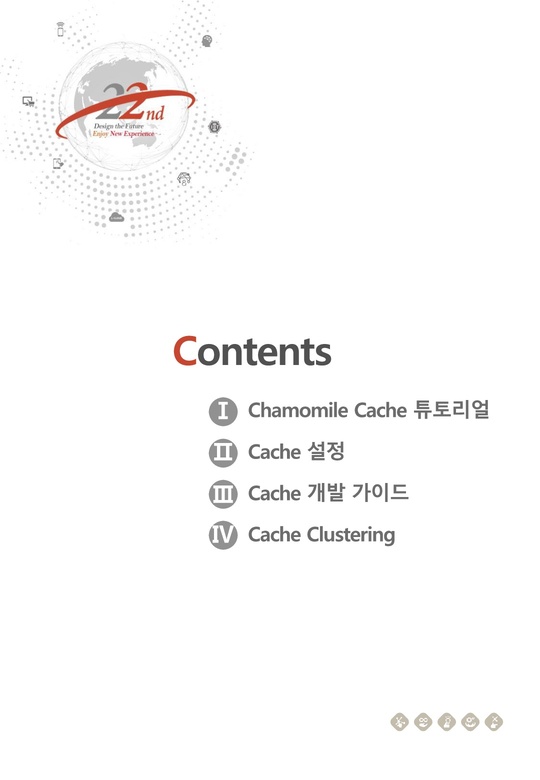 22nd
Design the Future
Enjoy New Experience
Contents
I Chamomile Cache 튜토리얼
II Cache 설정
III Cache 개발 가이드
IV Cache Clustering